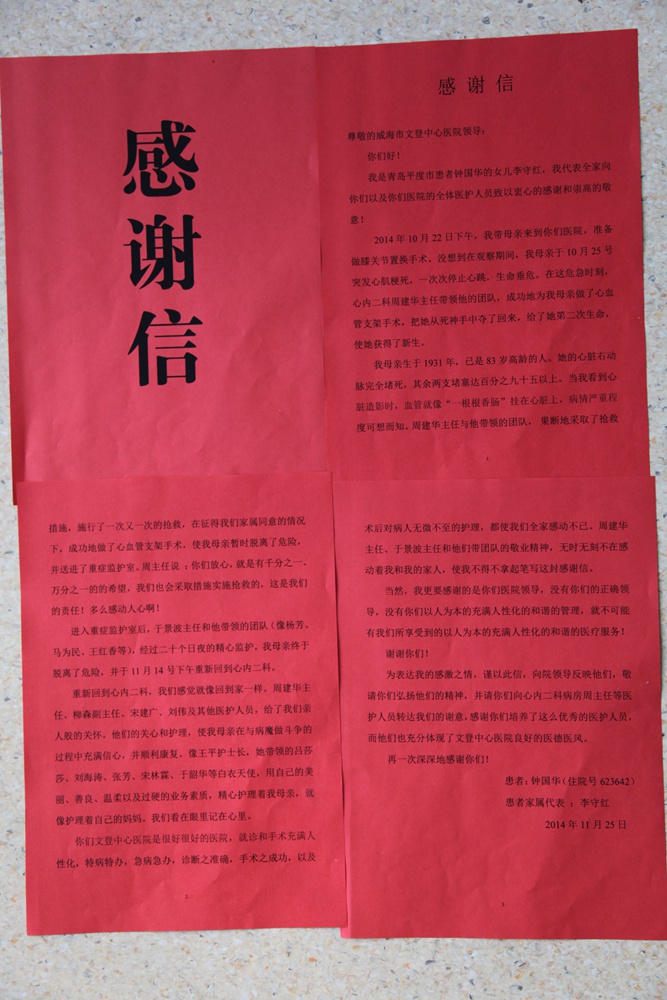 感谢信
感谢信
尊敬的威海市文登中心医院领导：
你们好！
我是青岛平度市患者钟国华的女儿李守红，我代表全家向
你们以及你们医院的全体医护人员致以衷心的感谢和崇高的敬
意！
2014年10月22日下午，我带母亲来到你们医院，准备
做膝关节置换手术，没想到在观察期间，我母亲于10月25号
突发心肌梗死，一次次停止心跳，生命垂危。在这危急时刻，
心内二科周建华主任带领他的团队，成功地为我母亲做了心血
管支架手术，把她从死神手中夺了回来，给了她第二次生命，
使她获得了新生。
我母亲生于1931年，已是83岁高龄的人。她的心脏右动
脉完全堵死，其余两支堵塞达百分之九十五以上。当我看到心
脏造影时，血管就像“一根根香肠”挂在心脏上，病情严重程
度可想而知。周建华主任与他带领的团队，果断地采取了抢救
1
措施，施行了一次又一次的抢救，在征得我们家属同意的情况
下，成功地做了心血管支架手术，使我母亲暂时脱离了危险，
并送进了重症监护室。周主任说：你们放心，就是有千分之一、
万分之一的的希望，我们也会采取措施实施抢救的，这是我们
的责任！多么感动人心啊！
进入重症监护室后，于景波主任和他带领的团队（像杨芳、
马为民、王红香等），经过二十个日夜的精心监护，我母亲终于
脱离了危险，并于11月14号下午重新回到心内二科。
重新回到心内二科，我们感觉就像回到家一样。周建华主
任、柳森副主任、宋建广、刘伟及其他医护人员，给了我们亲
人般的关怀。他们的关心和护理，使我母亲在与病魔做斗争的
过程中充满信心，并顺利康复。像王平护士长，她带领的吕莎
莎、刘海涛、张芳、宋林霖、于韶华等白衣天使，用自己的美
丽、善良、温柔以及过硬的业务素质，精心护理着我母亲，就
像护理着自己的妈妈。我们看在眼里记在心里。
你们文登中心医院是很好很好的医院，就诊和手术充满人
性化，特病特办，急病急办，诊断之准确，手术之成功，以及
2
术后对病人无微不至的护理，都使我们全家感动不已。周建华
主任、于景波主任和他们带团队的敬业精神，无时无刻不在感
动着我和我的家人，使我不得不拿起笔写这封感谢信。
当然，我更要感谢的是你们医院领导，没有你们的正确领
导，没有你们以人为本的充满人性化的和谐的管理，就不可能
有我们所享受到的以人为本的充满人性化的和谐的医疗服务！
谢谢你们！
为表达我的感激之情，谨以此信，向院领导反映他们，敬
请你们弘扬他们的精神，并请你们向心内二科病房周主任等医
护人员转达我们的谢意，感谢你们培养了这么优秀的医护人员，
而他们也充分体现了文登中心医院良好的医德医风。
再一次深深地感谢你们！
患者：钟国华（住院号623642）
患者家属代表：李守红
2014年11月25日
3